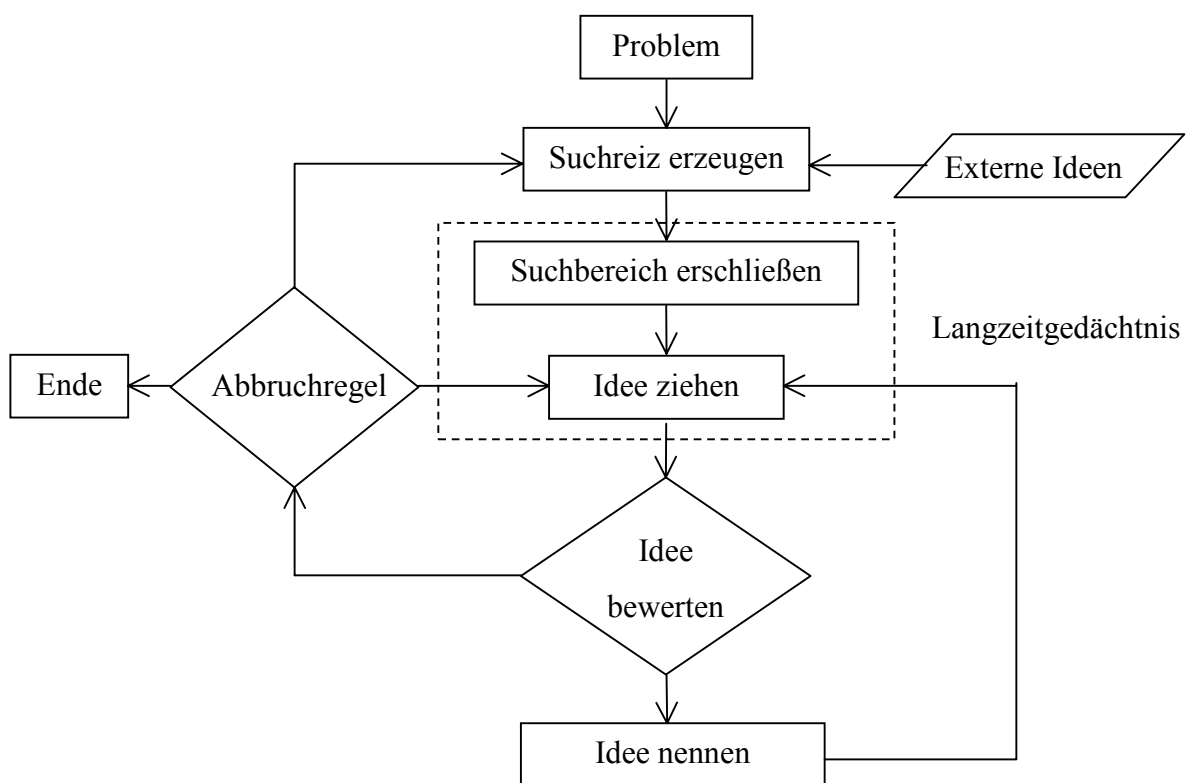 Problem
Suchreiz erzeugen
Externe Ideen
Suchbereich erschließen
Langzeitgedächtnis
Ende
Abbruchregel
Idee ziehen
Idee
bewerten
Idee nennen